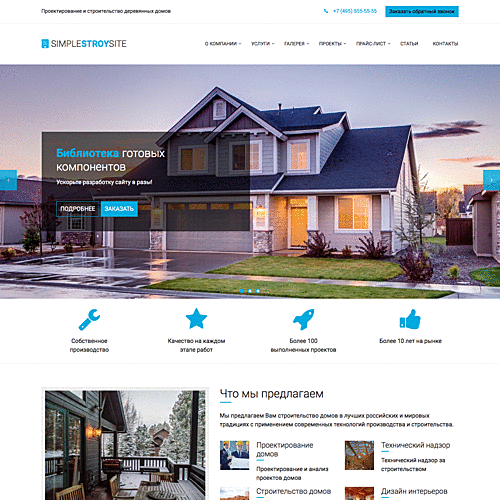 Проектирование и строительство деревянных домов
+7 (495) 555-55-55
Заказать обратный звонок
SIMPLESTROYSITE
О КОМПАНИИ УСЛУГИ ГАЛЕРЕЯ ПРОЕКТЫ ПРАЙС-ЛИСТ СТАТЬИ КОНТАКТЫ
Библиотека готовых
компонентов
Ускорьте разработку сайту в разы!
ПОДРОБНЕЕ ЗАКАЗАТЬ
Собственное
производство
Качество на каждом
этапе работ
Более 100
выполненных проектов
Более 10 лет на рынке
Что мы предлагаем
Мы предлагаем Вам строительство домов в лучших российских и мировых
традициях с применением современных технологий производства и строительства.
Проектирование
домов
Проектирование и анализ
проектов домов
Технический надзор
Технический надзор за
строительством
Строительство домов
Дизайн интерьеров